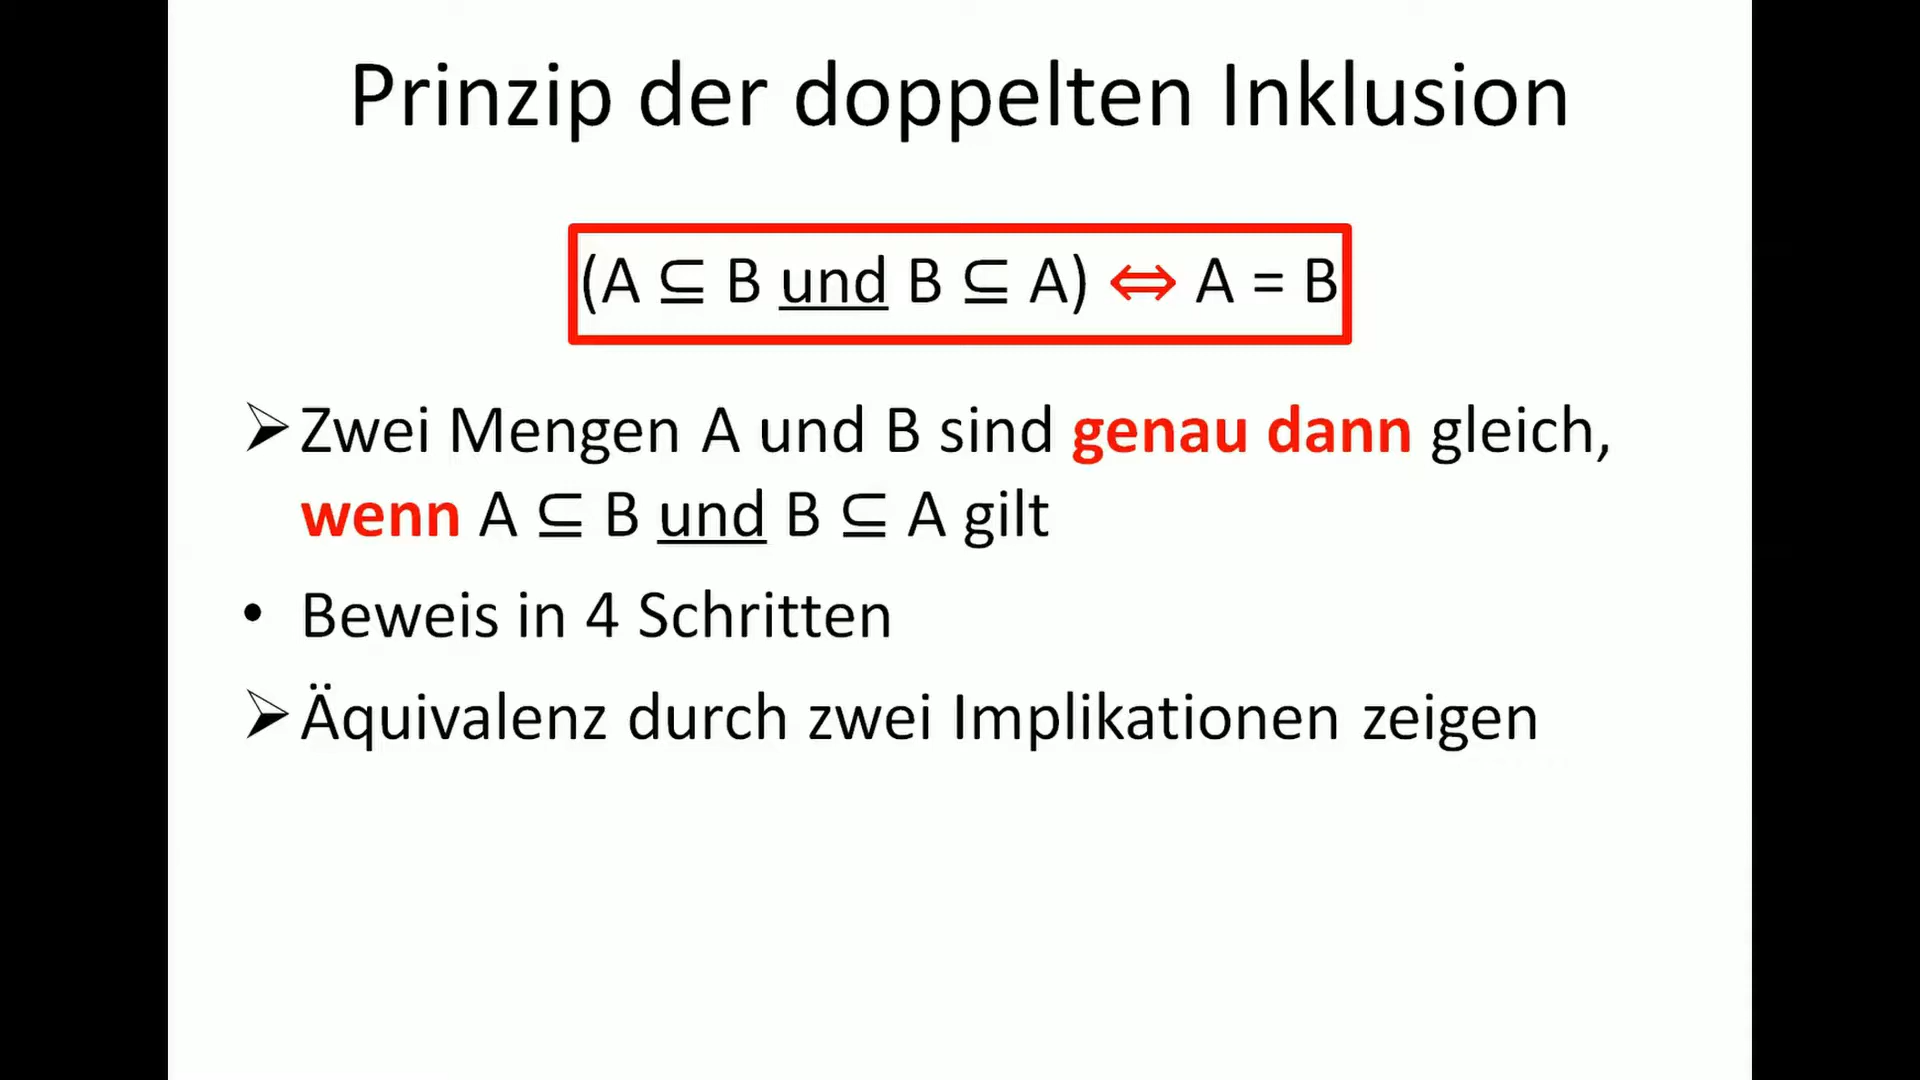 Prinzip der doppelten Inklusion
(A ⊆ B und B ⊆ A) ⇔ A = B
➢ Zwei Mengen A und B sind genau dann gleich,
wenn A ⊆ B und B ⊆ A gilt
• Beweis in 4 Schritten
➢ Äquivalenz durch zwei Implikationen zeigen